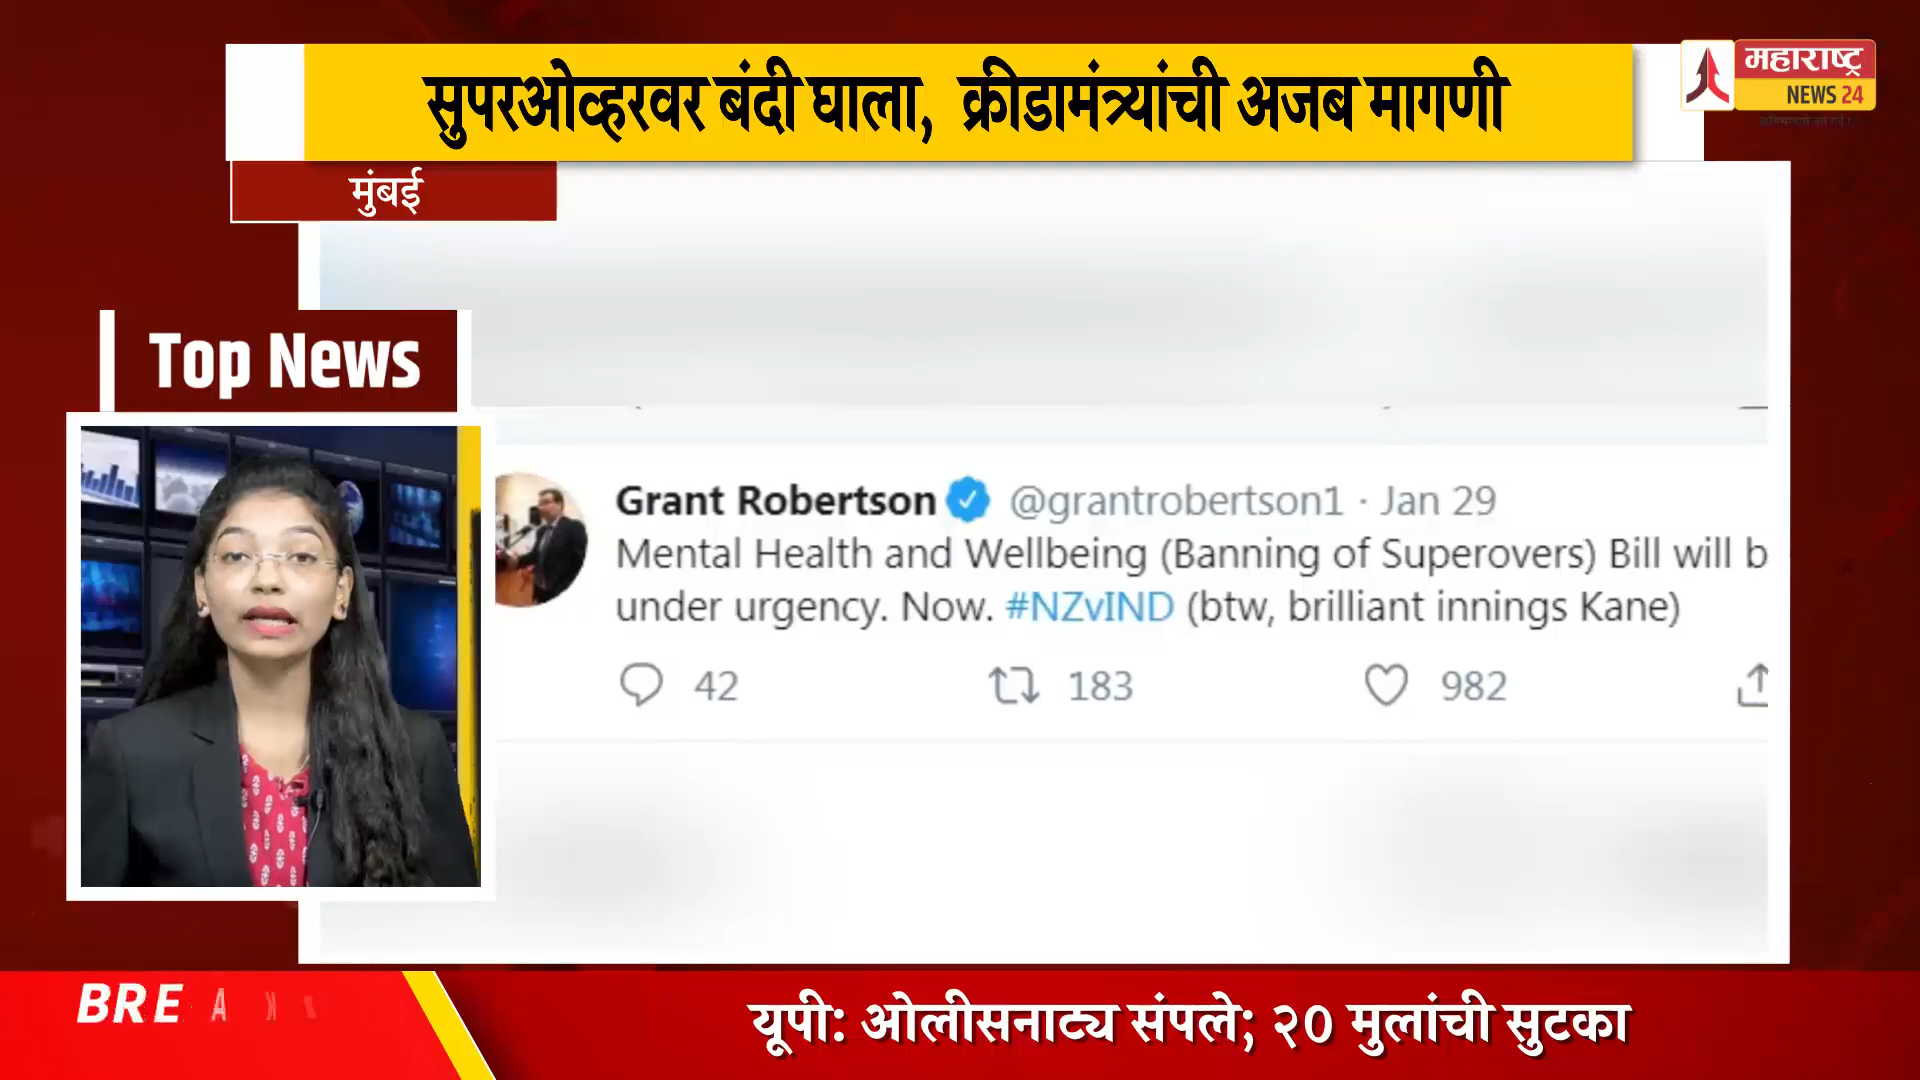 सुपरओव्हरवर बंदी घाला, क्रीडामंत्र्यांची अजब मागणी
महाराष्ट्र
NEWS 24
मुंबई
Top News
Grant Robertson @grantrobertson1 · Jan 29
Mental Health and Wellbeing (Banning of Superovers) Bill will b
under urgency. Now. #NZvIND (btw, brilliant innings Kane)
42 183 982
BREA
यूपी: ओलीसनाट्य संपले; २० मुलांची सुटका